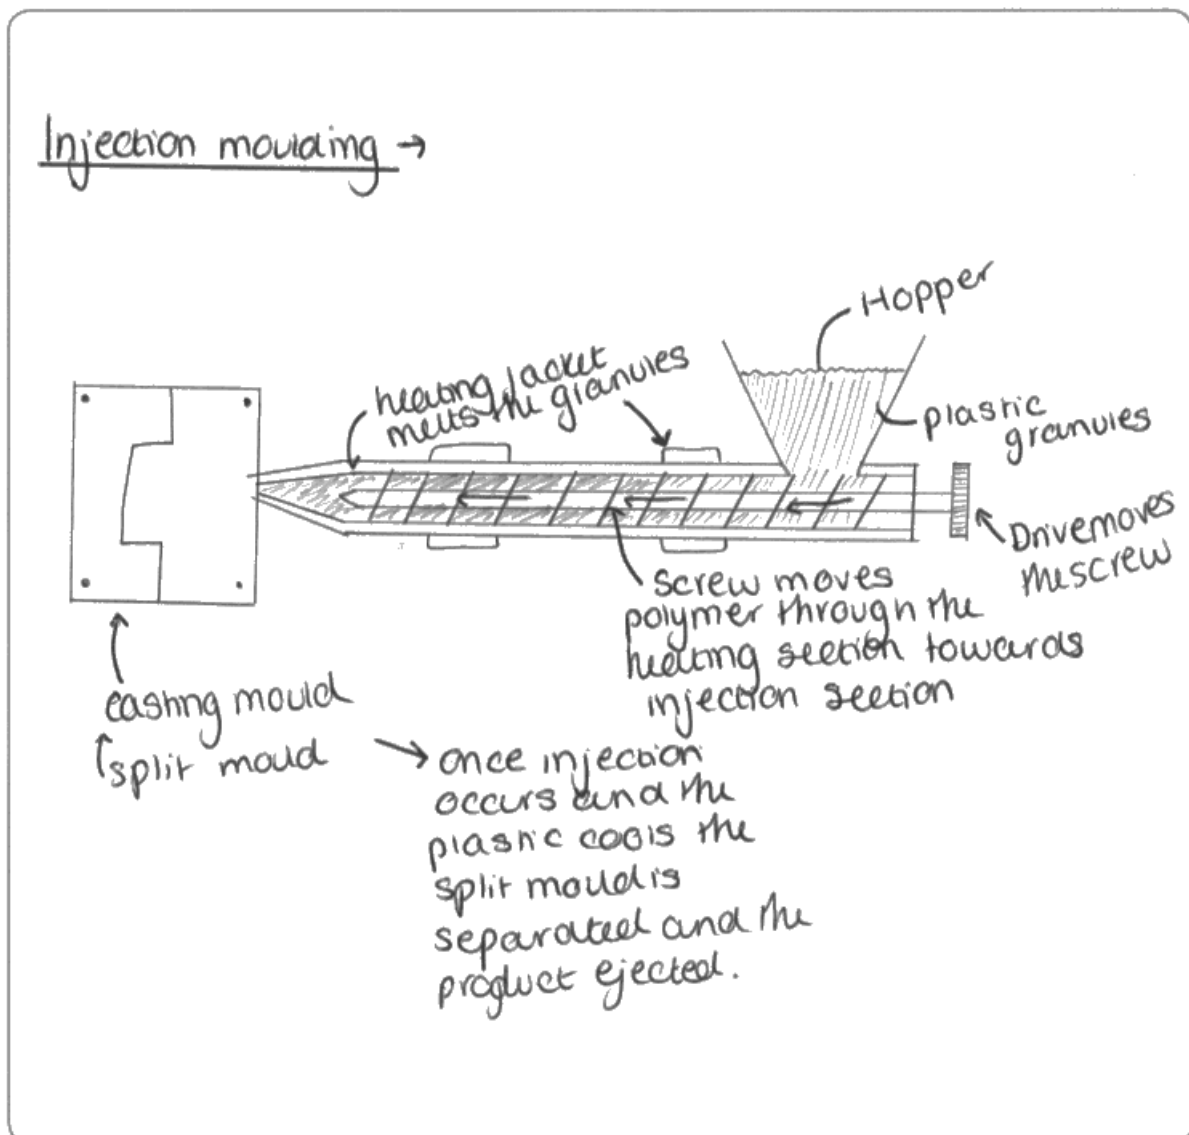 Injection moulding →
Hopper
heating jacket
melts the granules
plastic
granules
Drive moves
the screw
screw moves
polymer through the
heating section towards
injection section
casting mould
split mould
once injection
occurs and the
plastic cools the
split mould is
separated and the
product ejected.